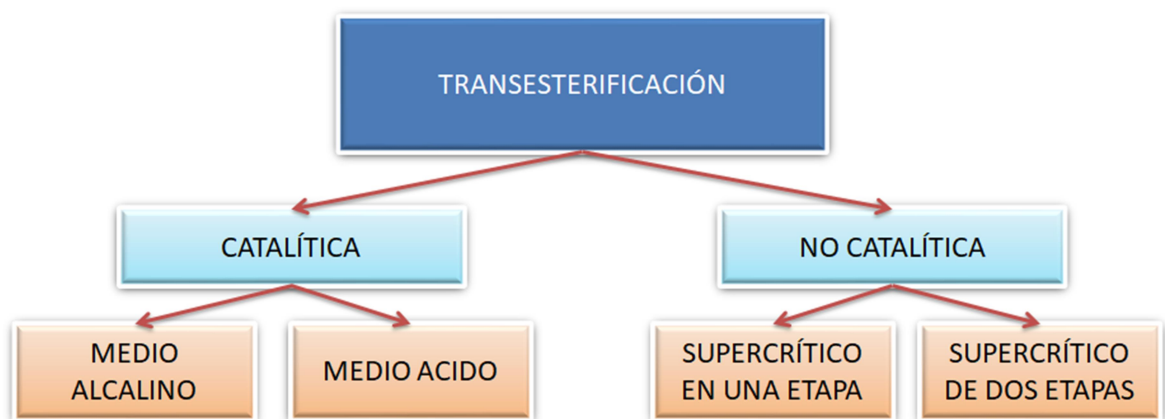 TRANSESTERIFICACIÓN
CATALÍTICA
NO CATALÍTICA
MEDIO
ALCALINO
MEDIO ACIDO
SUPERCRÍTICO
EN UNA ETAPA
SUPERCRÍTICO
DE DOS ETAPAS